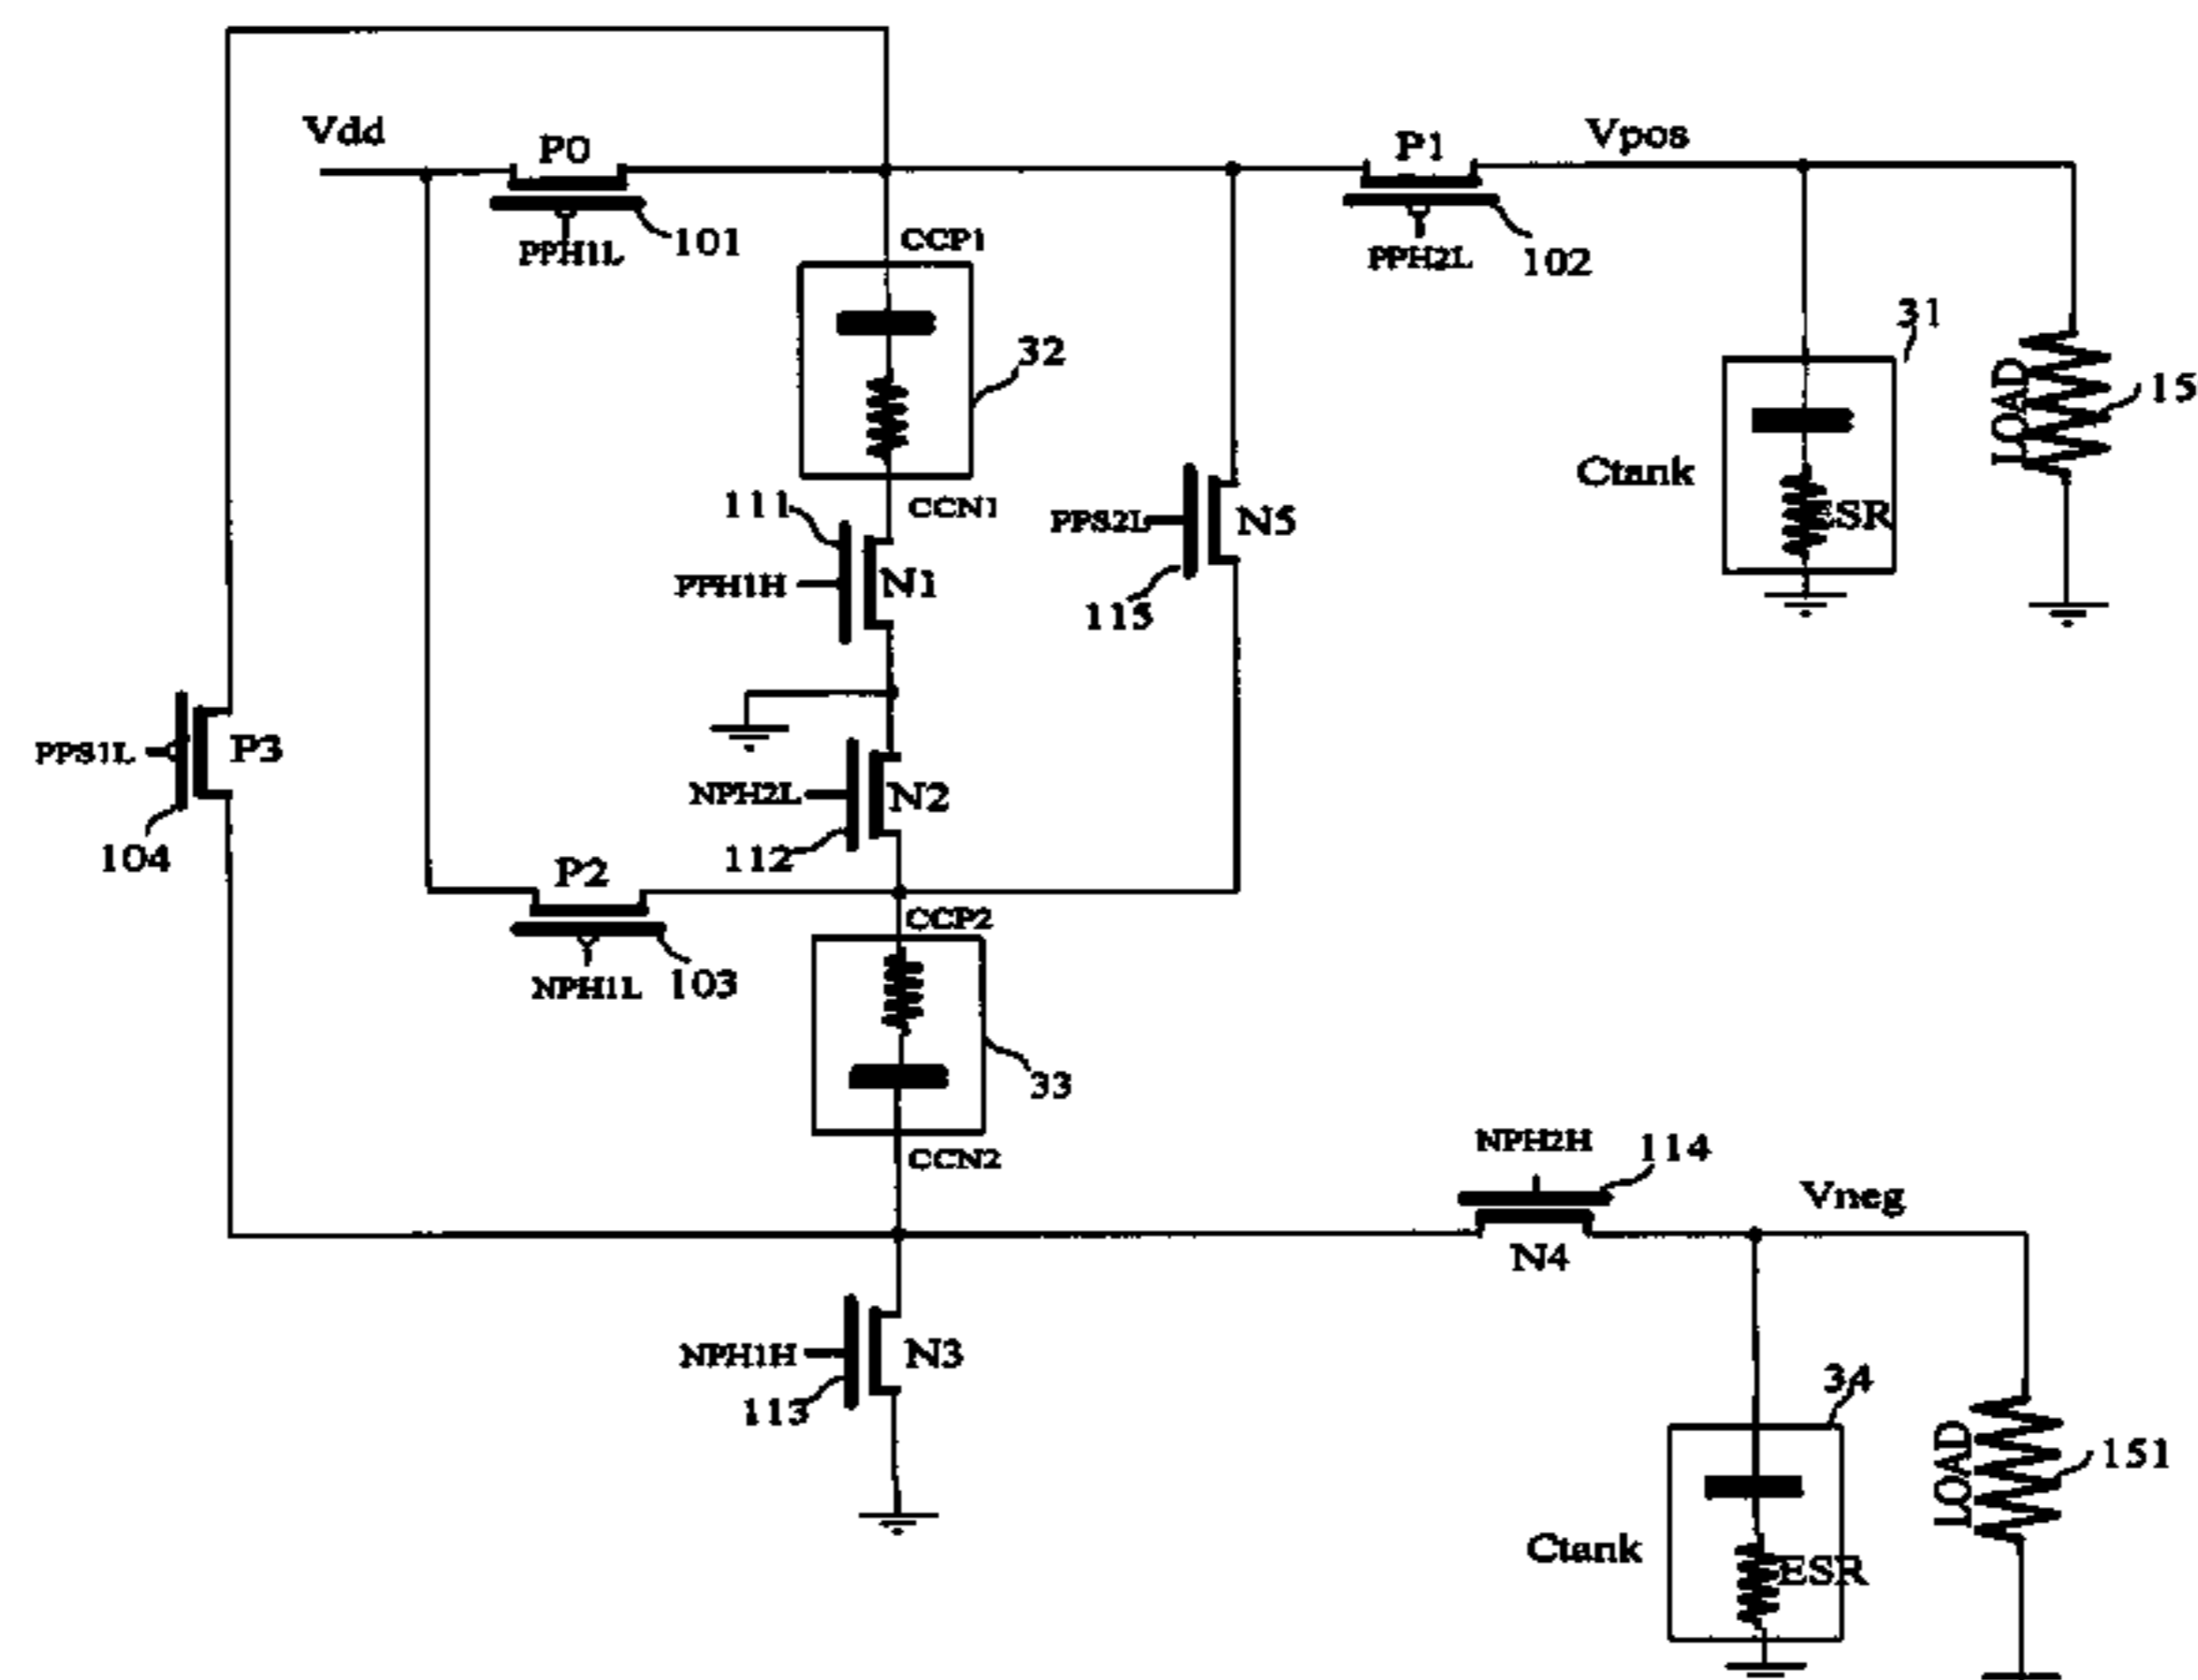 Vdd
P0
P1
Vpos
PPH1L
101
CCP1
PPH2L
102
31
32
LOAD
15
Ctank
ESR
111
CCN1
PPS2L
N5
PPH1H
N1
115
PPS1L
P3
NPH2L
N2
104
112
P2
CCP2
NPH1L
103
33
NPH2H
114
CCN2
Vneg
N4
NPH1H
N3
34
113
LOAD
151
Ctank
ESR